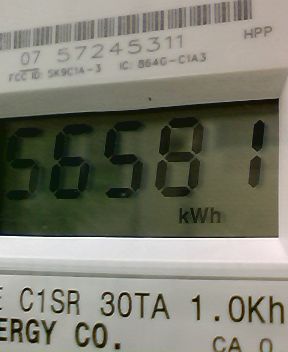 07 57245311
HPP
FCC ID: SK9C1A-3 IC: 864G-C1A3
56581
kWh
E C1SR 30TA 1.0Kh
ERGY CO.
CA 0